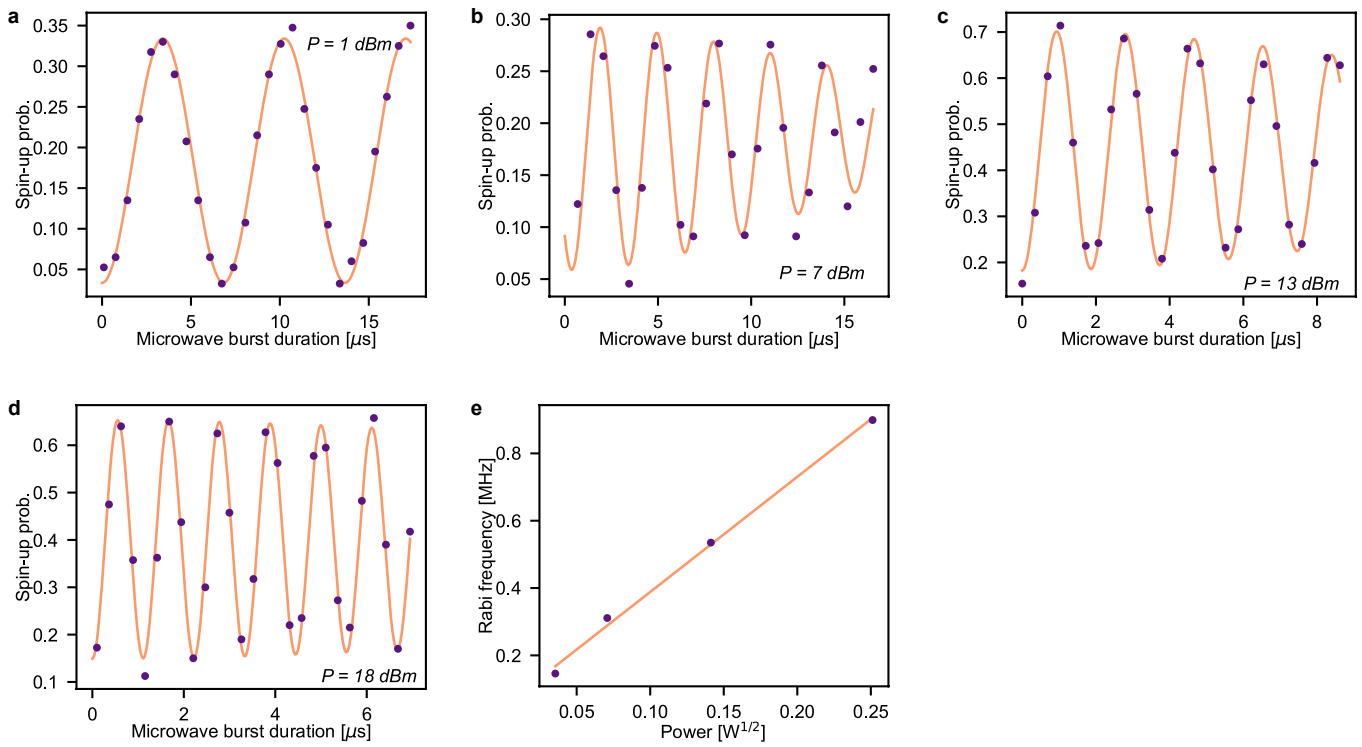 a
P = 1 dBm
Spin-up prob.
0.35
0.30
0.25
0.20
0.15
0.10
0.05
0 5 10 15
Microwave burst duration [μs]
b
Spin-up prob.
0.30
0.25
0.20
0.15
0.10
0.05
P = 7 dBm
0 5 10 15
Microwave burst duration [μs]
c
Spin-up prob.
0.7
0.6
0.5
0.4
0.3
0.2
P = 13 dBm
0 2 4 6 8
Microwave burst duration [μs]
d
Spin-up prob.
0.6
0.5
0.4
0.3
0.2
0.1
P = 18 dBm
0 2 4 6
Microwave burst duration [μs]
e
Rabi frequency [MHz]
0.8
0.6
0.4
0.2
0.05 0.10 0.15 0.20 0.25
Power [W^1/2]